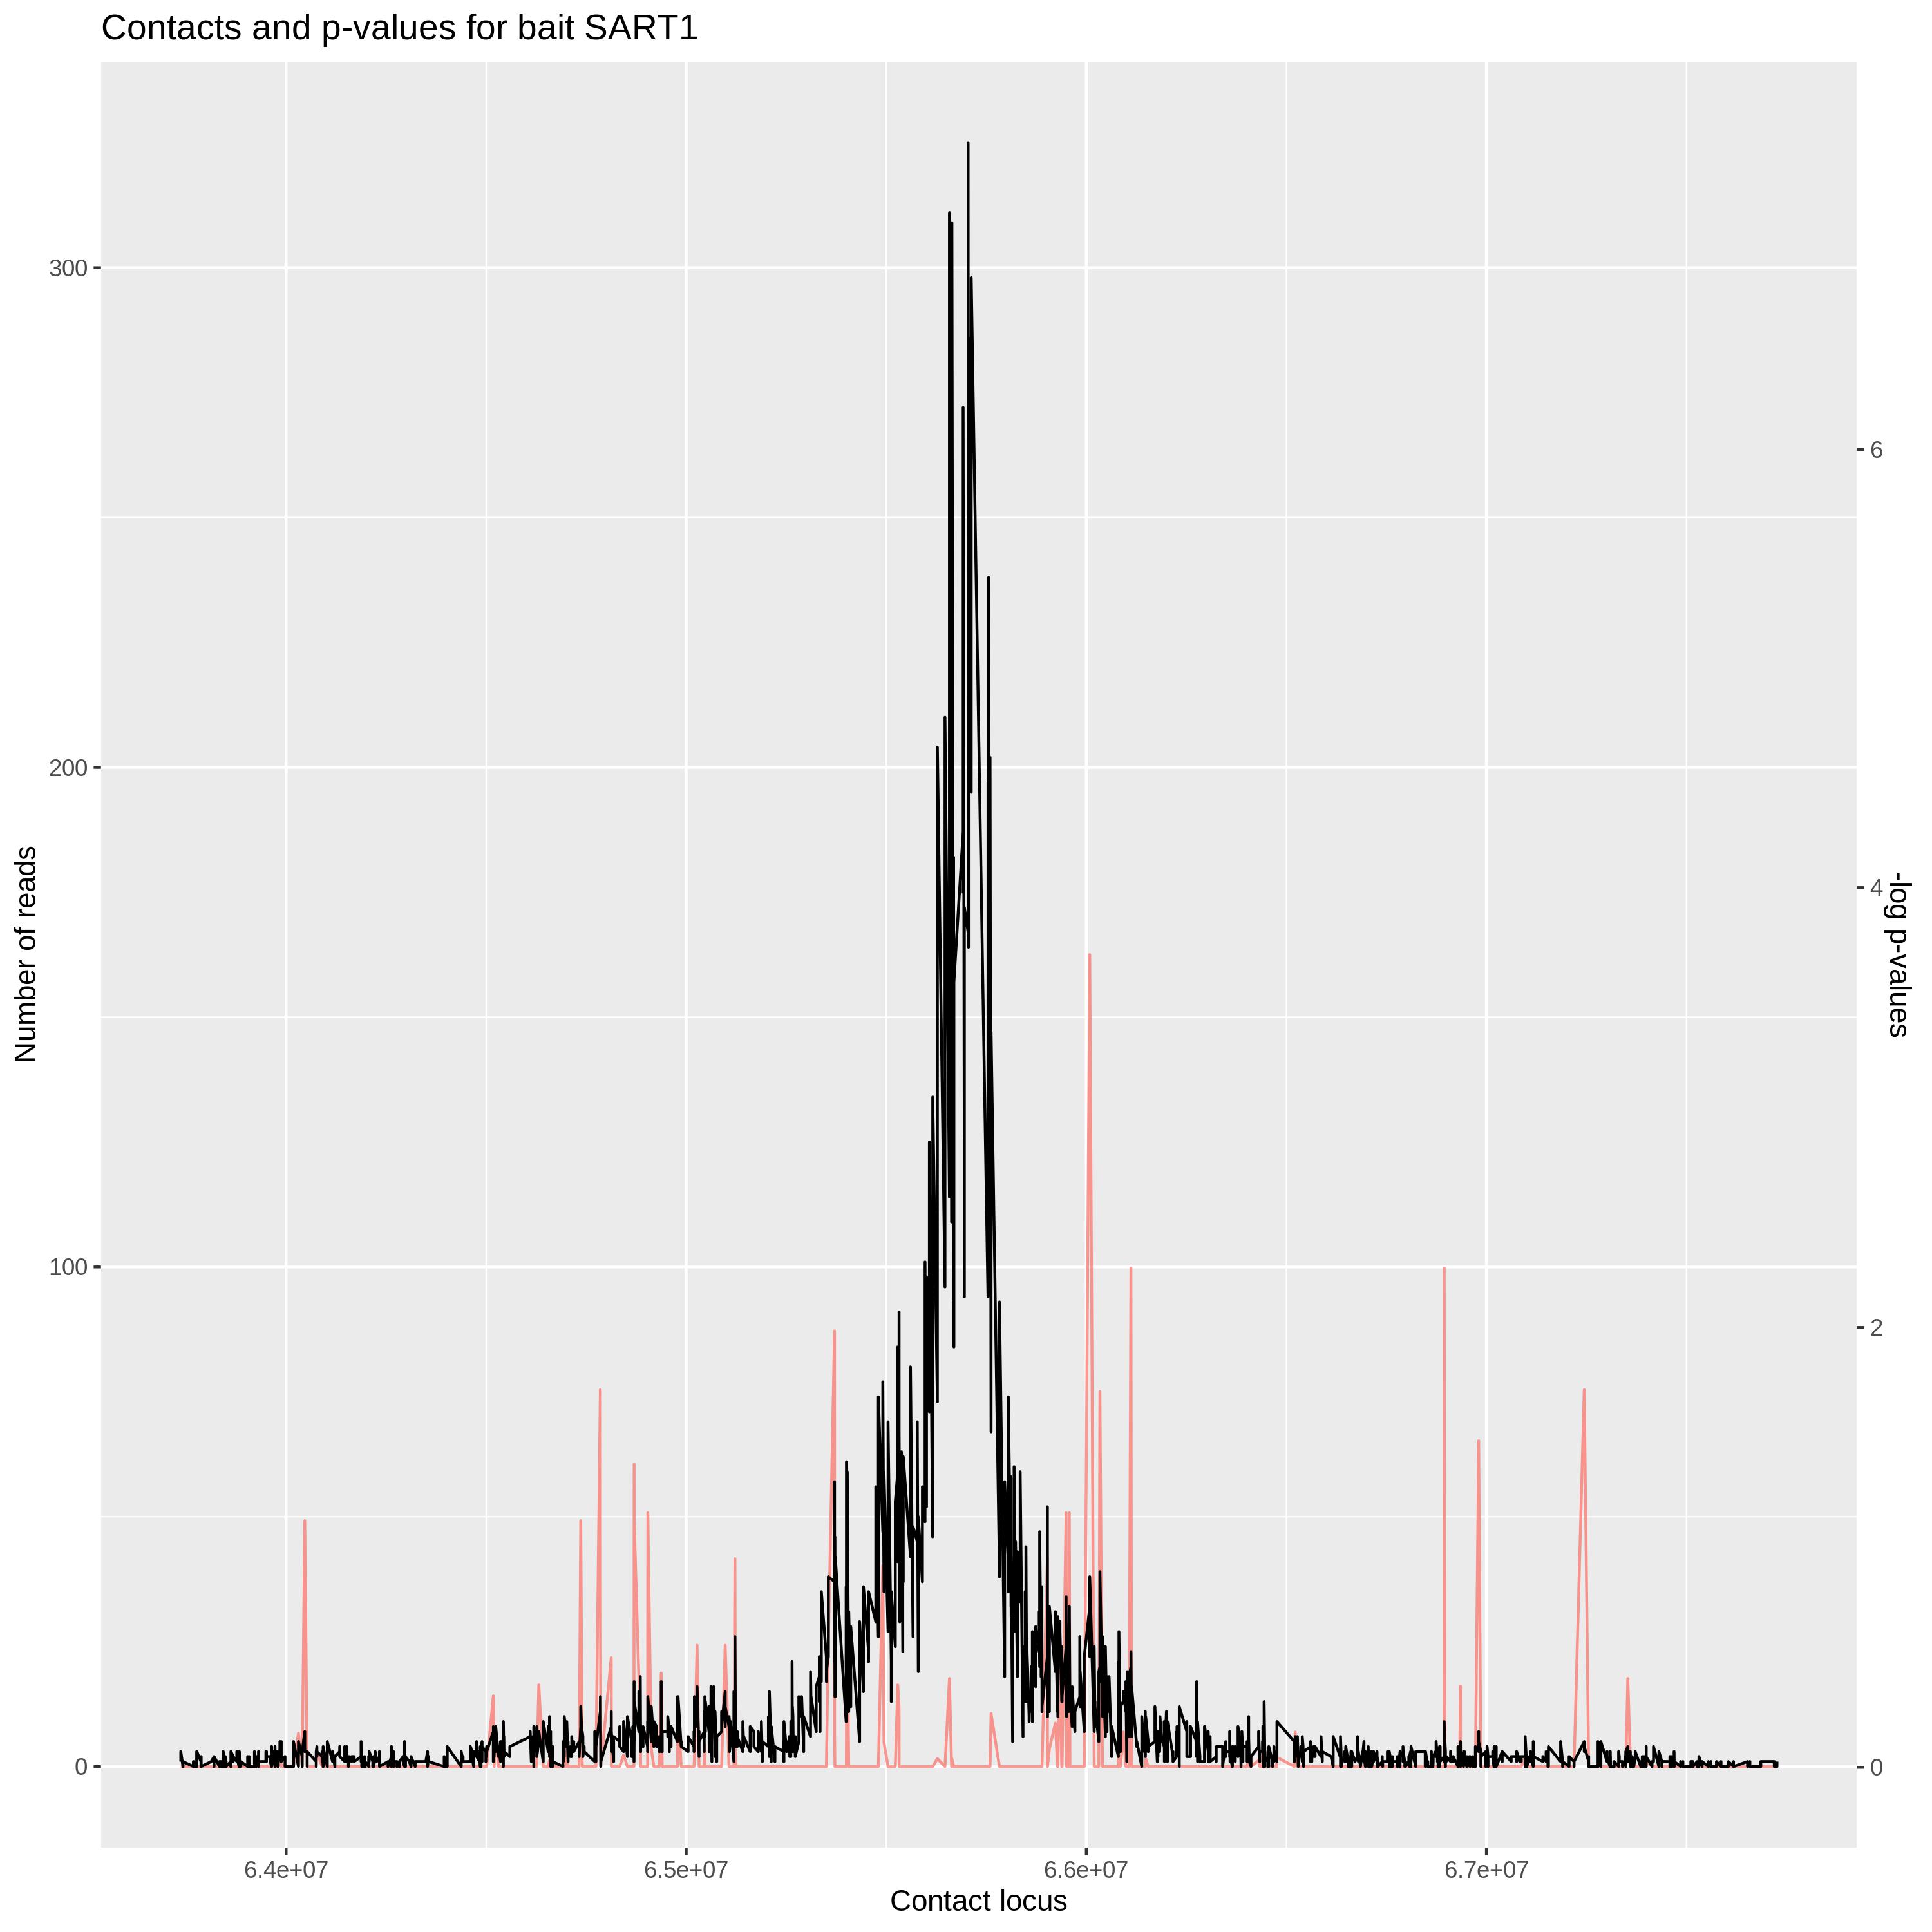 Contacts and p-values for bait SART1
300
200
100
0
Number of reads
6
4
2
0
-log p-values
6.4e+07
6.5e+07
6.6e+07
6.7e+07
Contact locus